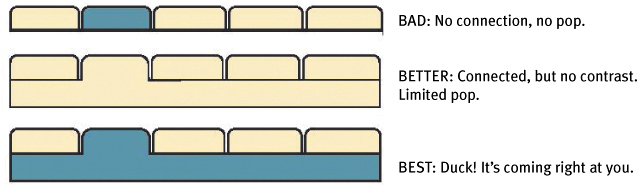 BAD: No connection, no pop.
BETTER: Connected, but no contrast.
Limited pop.
BEST: Duck! It’s coming right at you.